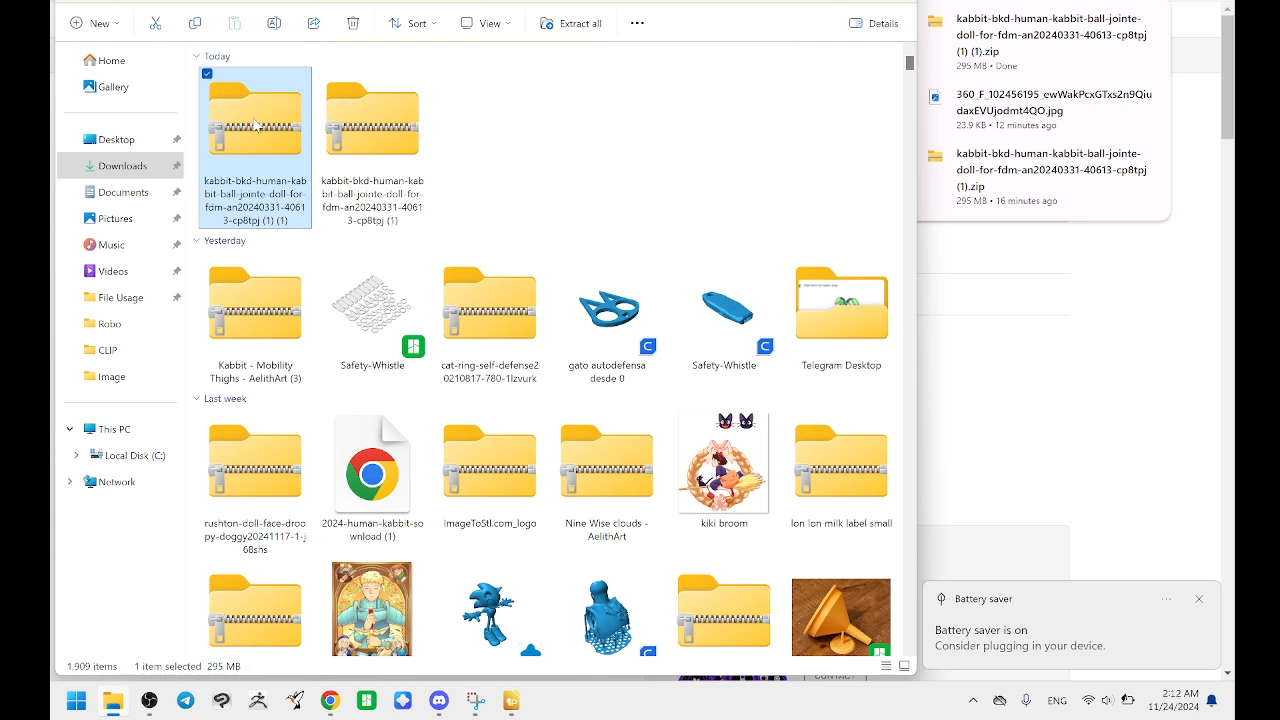 New
Sort
View
Extract all
Details
Home
Gallery
Desktop
Downloads
Documents
Pictures
Music
Videos
File Use
Robo
CLIP
Image
This PC
Local Disk (C:)
Network
Today
kabbit-bkd-human-kab
bit-ball-jointe-doll-for-
fdm-an20240331-4061
3-cp8tpj (1) (1)
kabbit-bkd-human-kab
bit-ball-jointe-doll-for-
fdm-an20240331-4061
3-cp8tpj (1)
Yesterday
Kabbit - Mobility
Thighs - AelithArt (3)
Safety-Whistle
cat-ring-self-defense2
0210817-780-1lzvurk
gato autodefensa
desde 0
Safety-Whistle
Telegram Desktop
Last week
rushton-doll-face-droo
py-doggy20241117-1-j
68shs
2024-human-kabbit-so
wnload (1)
ImageToStl.com_logo
Nine Wise clouds -
AelithArt
kiki broom
lon lon milk label small
1,909 items
1 item selected 295 MB
kabbit-bkd-human-kabbit-ball-jointe-
doll-for-fdm-an20240331-40613-cp8tpj
(1) (1).zip
295 MB • Done
360_F_102456195_ewWakPcxGTxs2n9Qiu
daxEVUjodmt4QO.jpg
23.9 KB • 12 minutes ago
kabbit-bkd-human-kabbit-ball-jointe-
doll-for-fdm-an20240331-40613-cp8tpj
(1).zip
295 MB • 16 minutes ago
Battery saver
Battery saver is on
Consider plugging in your device.
CONTACT
ENG
2:12 AM
11/24/2024